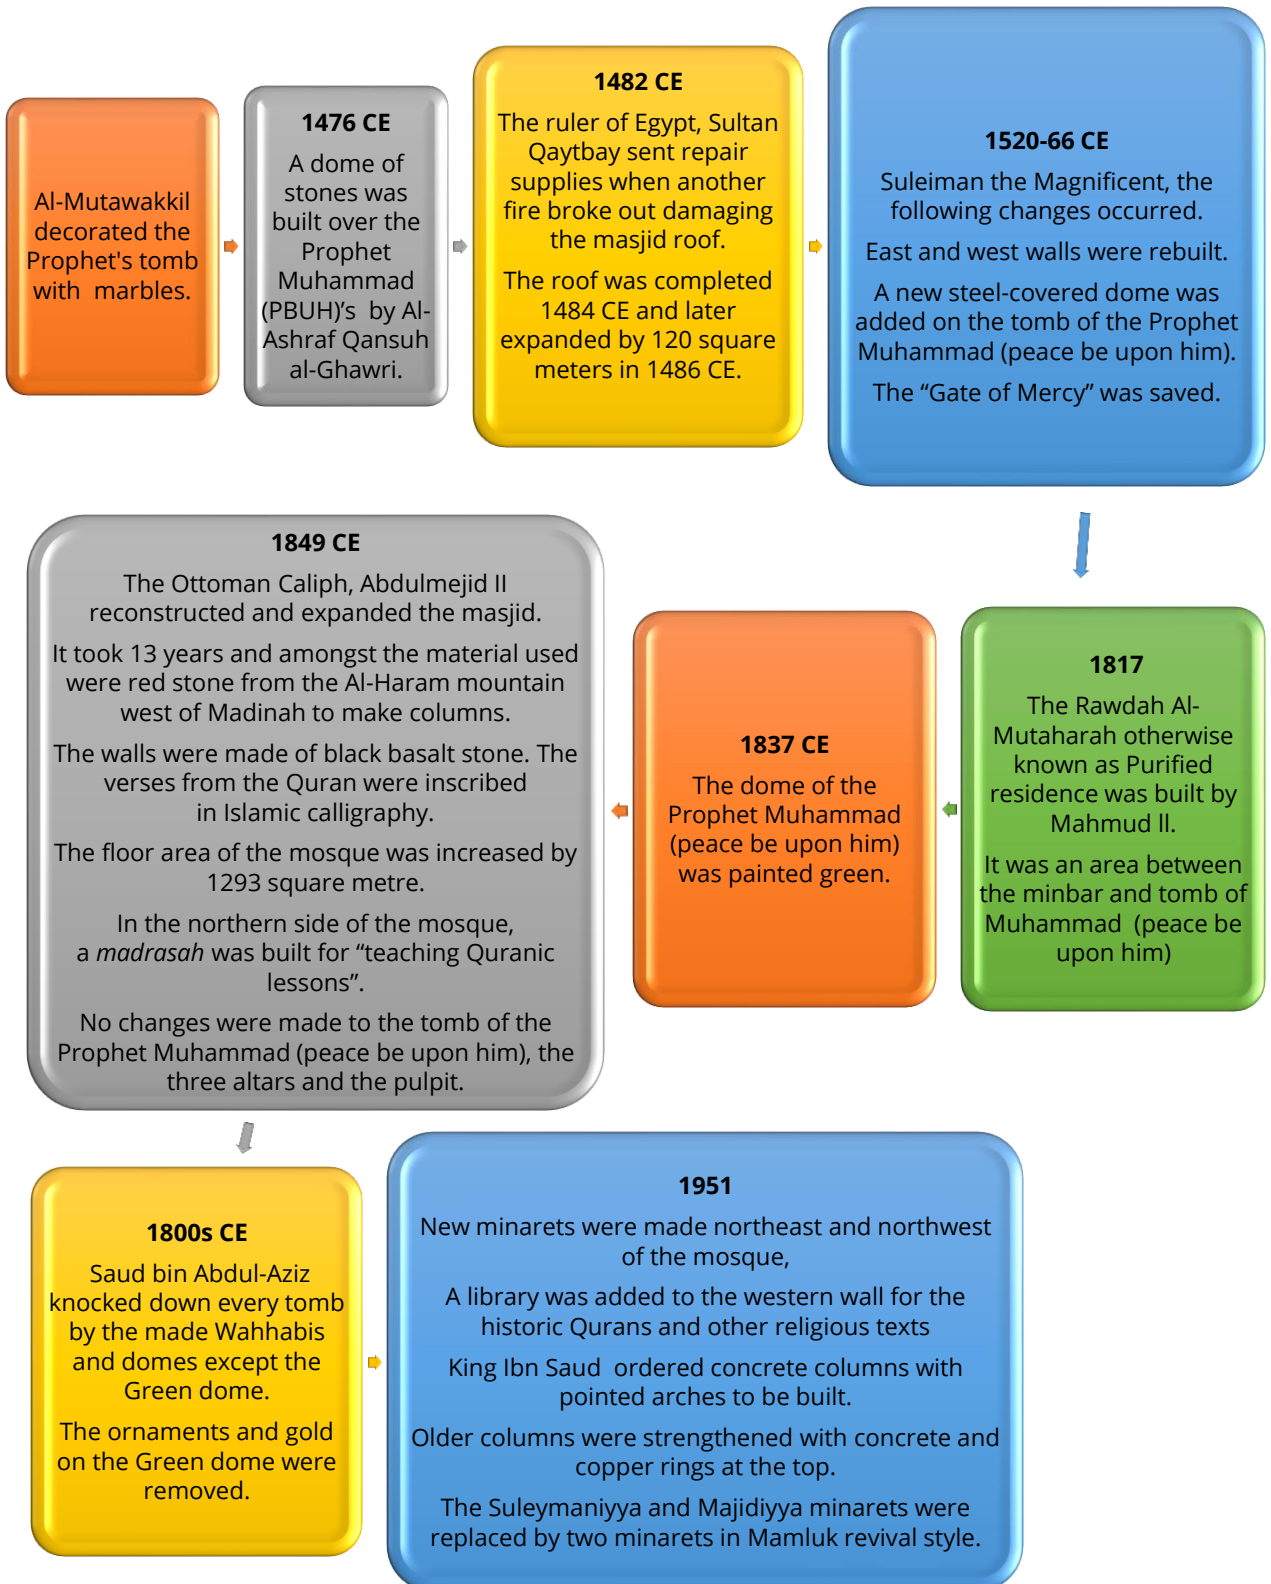 Al-Mutawakkil
decorated the
Prophet's tomb
with marbles.
1476 CE
A dome of
stones was
built over the
Prophet
Muhammad
(PBUH)’s by Al-
Ashraf Qansuh
al-Ghawri.
1482 CE
The ruler of Egypt, Sultan
Qaytbay sent repair
supplies when another
fire broke out damaging
the masjid roof.
The roof was completed
1484 CE and later
expanded by 120 square
meters in 1486 CE.
1520-66 CE
Suleiman the Magnificent, the
following changes occurred.
East and west walls were rebuilt.
A new steel-covered dome was
added on the tomb of the Prophet
Muhammad (peace be upon him).
The “Gate of Mercy” was saved.
1817
The Rawdah Al-
Mutaharah otherwise
known as Purified
residence was built by
Mahmud ll.
It was an area between
the minbar and tomb of
Muhammad (peace be
upon him)
1837 CE
The dome of the
Prophet Muhammad
(peace be upon him)
was painted green.
1849 CE
The Ottoman Caliph, Abdulmejid II
reconstructed and expanded the masjid.
It took 13 years and amongst the material used
were red stone from the Al-Haram mountain
west of Madinah to make columns.
The walls were made of black basalt stone. The
verses from the Quran were inscribed
in Islamic calligraphy.
The floor area of the mosque was increased by
1293 square metre.
In the northern side of the mosque,
a madrasah was built for “teaching Quranic
lessons”.
No changes were made to the tomb of the
Prophet Muhammad (peace be upon him), the
three altars and the pulpit.
1800s CE
Saud bin Abdul-Aziz
knocked down every tomb
by the made Wahhabis
and domes except the
Green dome.
The ornaments and gold
on the Green dome were
removed.
1951
New minarets were made northeast and northwest
of the mosque,
A library was added to the western wall for the
historic Qurans and other religious texts
King Ibn Saud ordered concrete columns with
pointed arches to be built.
Older columns were strengthened with concrete and
copper rings at the top.
The Suleymaniyya and Majidiyya minarets were
replaced by two minarets in Mamluk revival style.